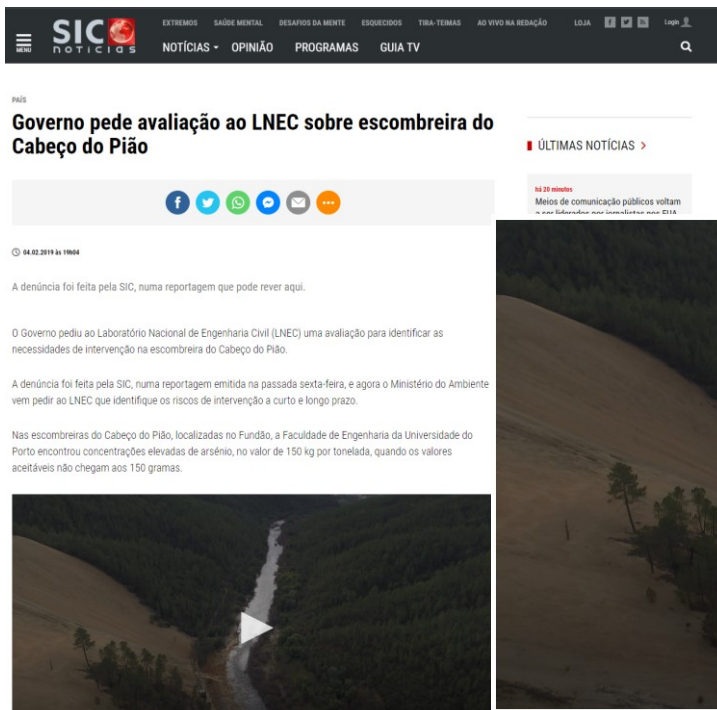 EXTREMOS SAÚDE MENTAL DESAFIOS DA MENTE ESQUECIDOS TIRA-TEIMAS AO VIVO NA REDAÇÃO LOJA Login
MENU
SIC
NOTÍCIAS
NOTÍCIAS OPINIÃO PROGRAMAS GUIA TV
PAÍS
Governo pede avaliação ao LNEC sobre escombreira do
Cabeço do Pião
04.02.2019 às 19h04
A denúncia foi feita pela SIC, numa reportagem que pode rever aqui.
O Governo pediu ao Laboratório Nacional de Engenharia Civil (LNEC) uma avaliação para identificar as
necessidades de intervenção na escombreira do Cabeço do Pião.
A denúncia foi feita pela SIC, numa reportagem emitida na passada sexta-feira, e agora o Ministério do Ambiente
vem pedir ao LNEC que identifique os riscos de intervenção a curto e longo prazo.
Nas escombreiras do Cabeço do Pião, localizadas no Fundão, a Faculdade de Engenharia da Universidade do
Porto encontrou concentrações elevadas de arsénio, no valor de 150 kg por tonelada, quando os valores
aceitáveis não chegam aos 150 gramas.
ÚLTIMAS NOTÍCIAS >
há 20 minutos
Meios de comunicação públicos voltam
a ser liderados por jornalistas nos EUA